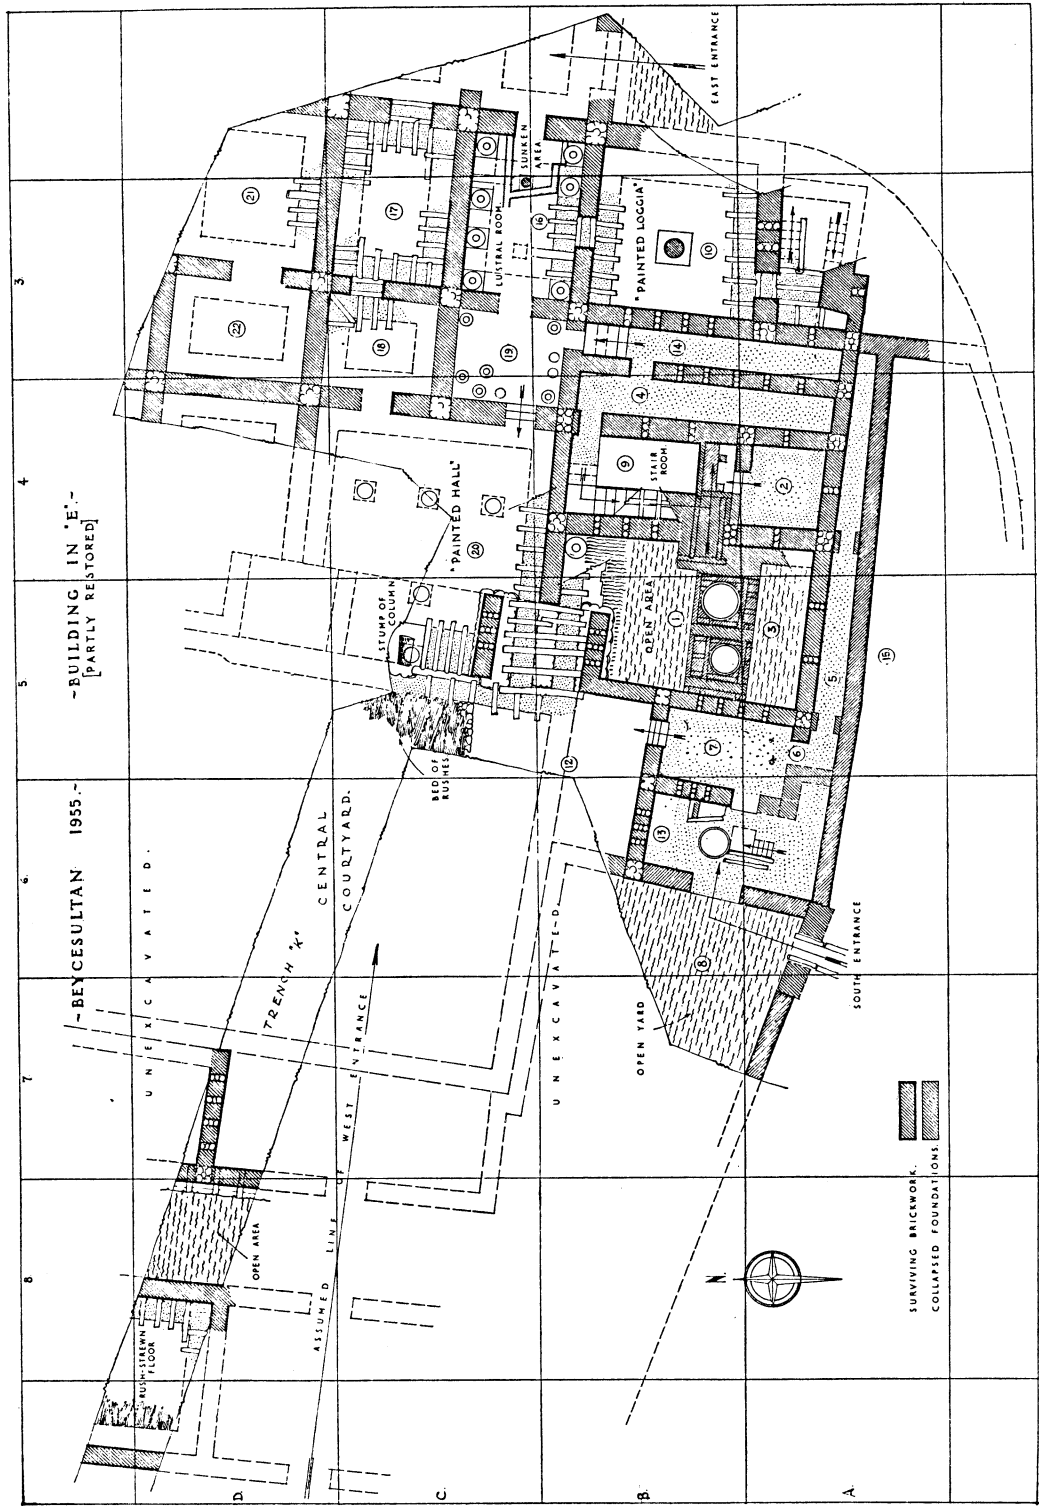 ~BEYCESULTAN 1955.~
~BUILDING IN "E".~
[PARTLY RESTORED]
3.
4
5.
6.
7
8.
D.
C.
B.
A.
UNEXCAVATED.
TRENCH "K"
CENTRAL
COURTYARD.
ASSUMED LINE OF WEST ENTRANCE
UNEXCAVATED.
RUSH-STREWN
FLOOR
OPEN AREA
BED OF
RUSHES
STUMP OF
COLUMN
"PAINTED HALL"
20
21
22
17
18
19
LUSTRAL ROOM
16
SUNKEN
AREA
"PAINTED LOGGIA"
10
EAST ENTRANCE
14
4
9
STAIR
ROOM
2
OPEN AREA
1
3
5
15
12
7
6
13
8
OPEN YARD
SOUTH ENTRANCE
N.
SURVIVING BRICKWORK.
COLLAPSED FOUNDATIONS.